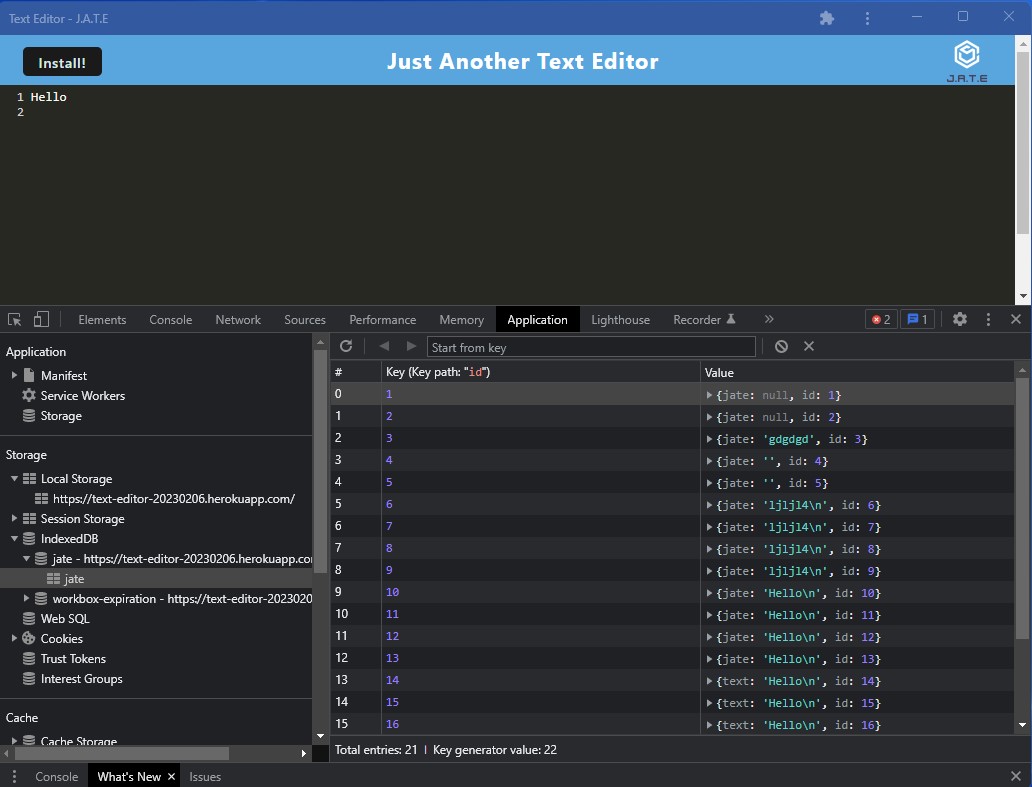 Text Editor - J.A.T.E
Install!
Just Another Text Editor
J.A.T.E
1 Hello
2
Elements Console Network Sources Performance Memory Application Lighthouse Recorder 2 1
Application
Manifest
Service Workers
Storage
Storage
Local Storage
https://text-editor-20230206.herokuapp.com/
Session Storage
IndexedDB
jate - https://text-editor-20230206.herokuapp.co
jate
workbox-expiration - https://text-editor-2023020
Web SQL
Cookies
Trust Tokens
Interest Groups
Cache
Cache Storage
Start from key
# Key (Key path: "id") Value
0 1 {jate: null, id: 1}
1 2 {jate: null, id: 2}
2 3 {jate: 'gdgdgd', id: 3}
3 4 {jate: '', id: 4}
4 5 {jate: '', id: 5}
5 6 {jate: 'ljljl4\n', id: 6}
6 7 {jate: 'ljljl4\n', id: 7}
7 8 {jate: 'ljljl4\n', id: 8}
8 9 {jate: 'ljljl4\n', id: 9}
9 10 {jate: 'Hello\n', id: 10}
10 11 {jate: 'Hello\n', id: 11}
11 12 {jate: 'Hello\n', id: 12}
12 13 {jate: 'Hello\n', id: 13}
13 14 {text: 'Hello\n', id: 14}
14 15 {text: 'Hello\n', id: 15}
15 16 {text: 'Hello\n', id: 16}
Total entries: 21 | Key generator value: 22
Console What's New Issues